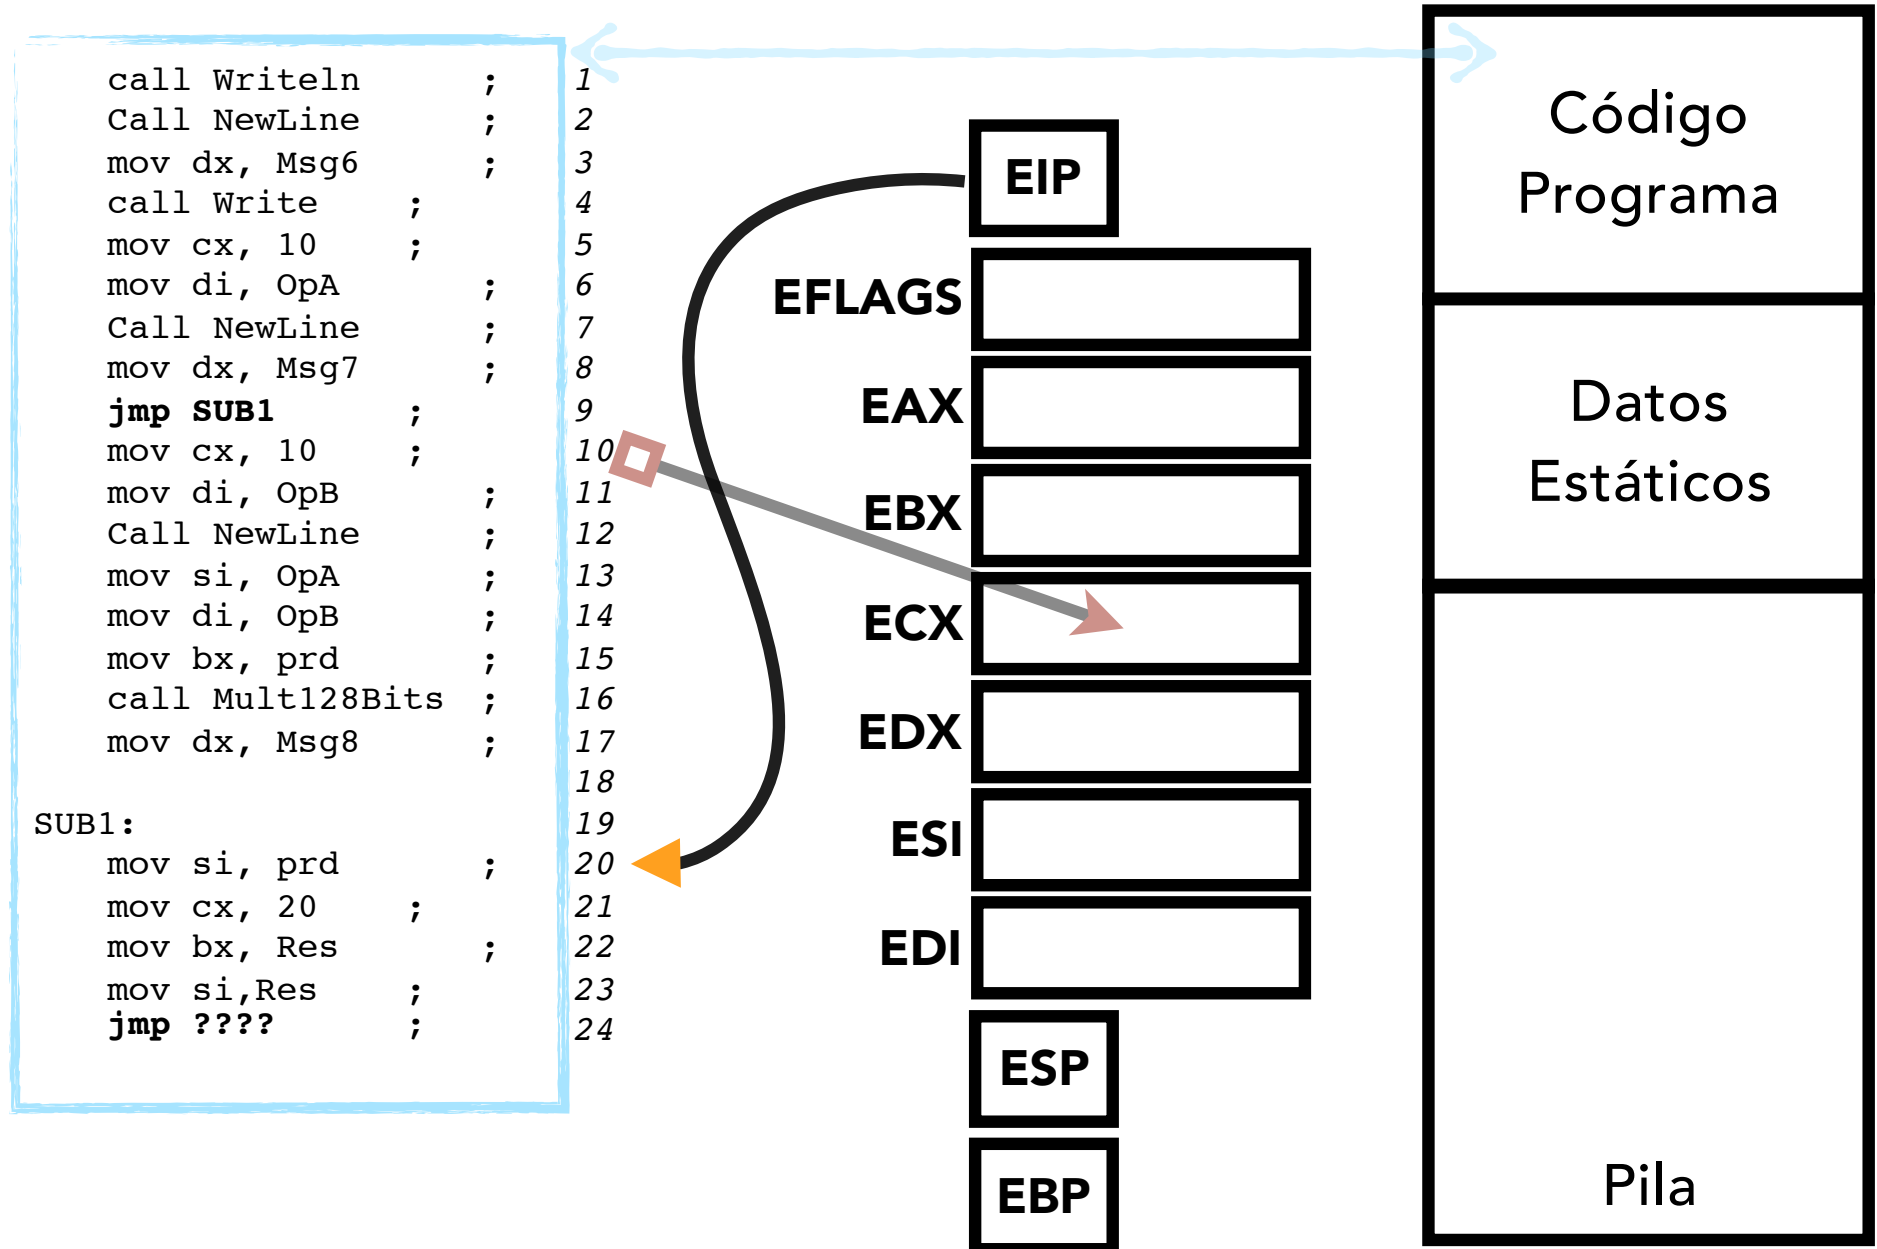 call Writeln ; 1
Call NewLine ; 2
mov dx, Msg6 ; 3
call Write ; 4
mov cx, 10 ; 5
mov di, OpA ; 6
Call NewLine ; 7
mov dx, Msg7 ; 8
jmp SUB1 ; 9
mov cx, 10 ; 10
mov di, OpB ; 11
Call NewLine ; 12
mov si, OpA ; 13
mov di, OpB ; 14
mov bx, prd ; 15
call Mult128Bits ; 16
mov dx, Msg8 ; 17
18
SUB1: 19
mov si, prd ; 20
mov cx, 20 ; 21
mov bx, Res ; 22
mov si,Res ; 23
jmp ???? ; 24
EIP
EFLAGS
EAX
EBX
ECX
EDX
ESI
EDI
ESP
EBP
Código
Programa
Datos
Estáticos
Pila